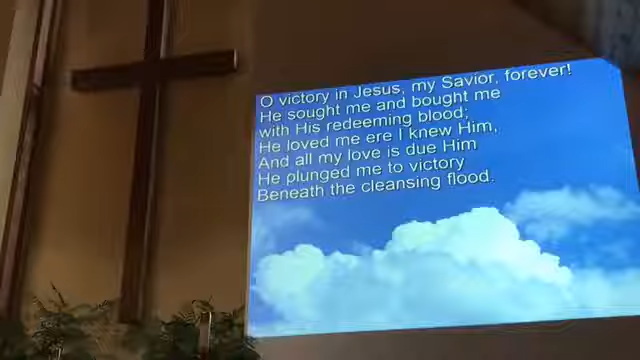 O victory in Jesus, my Savior, forever!
He sought me and bought me
with His redeeming blood;
He loved me ere I knew Him,
And all my love is due Him
He plunged me to victory
Beneath the cleansing flood.